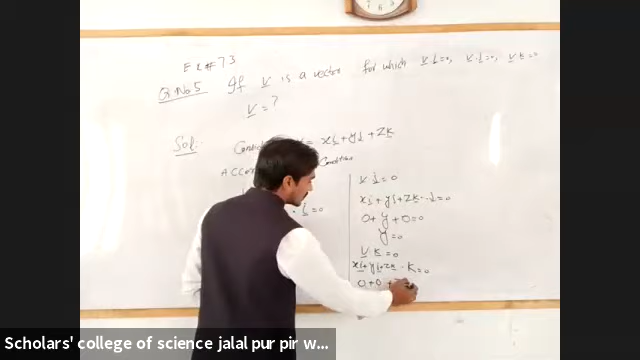 Ex # 7.3
Q.No.5 If v is a vector for which v.i=0, v.j=0, v.k=0
v = ?
Sol:
= xi+yj+zk
Condition
. i =0
v.j=0
xi+yj+zk . j=0
0+y+0=0
y=0
v.k=0
xi+yj+zk . k=0
0+0+
Scholars' college of science jalal pur pir w...